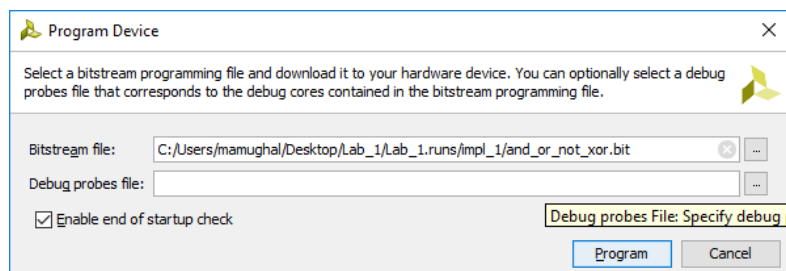 Program Device
Select a bitstream programming file and download it to your hardware device. You can optionally select a debug
probes file that corresponds to the debug cores contained in the bitstream programming file.
Bitstream file: C:/Users/mamughal/Desktop/Lab_1/Lab_1.runs/impl_1/and_or_not_xor.bit ...
Debug probes file: ...
Enable end of startup check
Debug probes File: Specify debug
Program Cancel